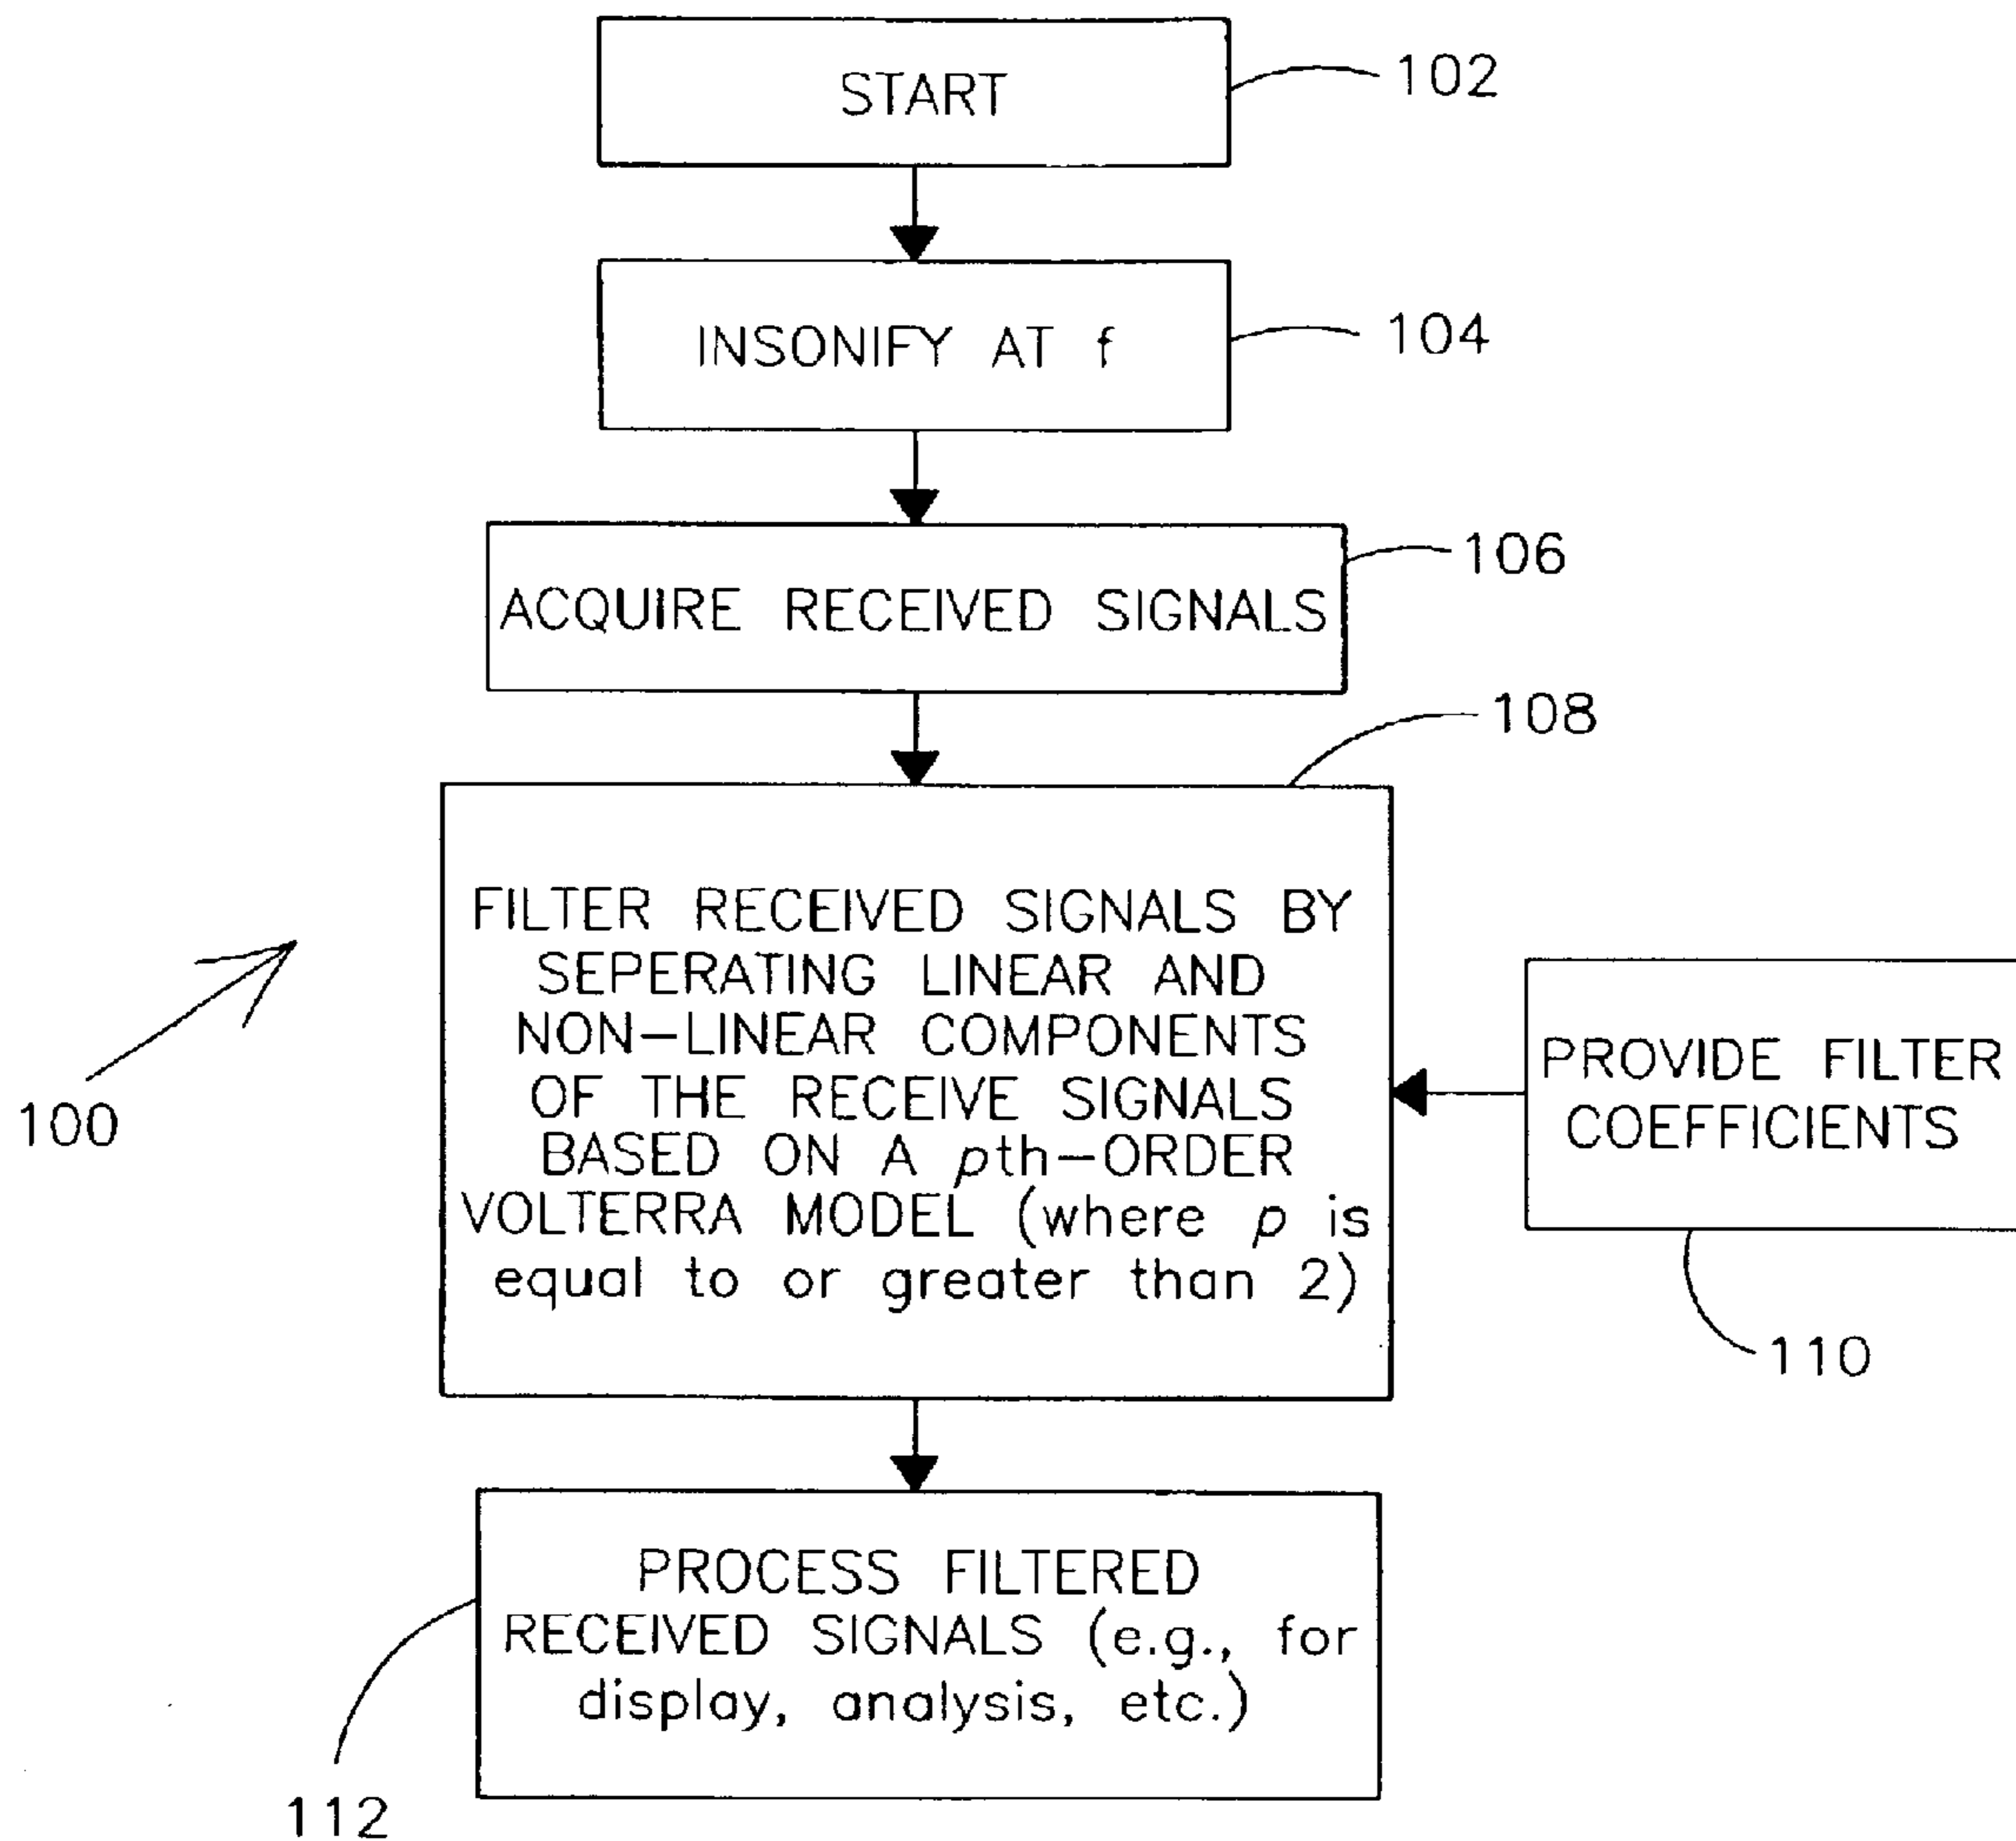 START
102
INSONIFY AT f
104
ACQUIRE RECEIVED SIGNALS
106
108
FILTER RECEIVED SIGNALS BY
SEPERATING LINEAR AND
NON-LINEAR COMPONENTS
OF THE RECEIVE SIGNALS
BASED ON A pth-ORDER
VOLTERRA MODEL (where p is
equal to or greater than 2)
100
PROVIDE FILTER
COEFFICIENTS
110
PROCESS FILTERED
RECEIVED SIGNALS (e.g., for
display, analysis, etc.)
112